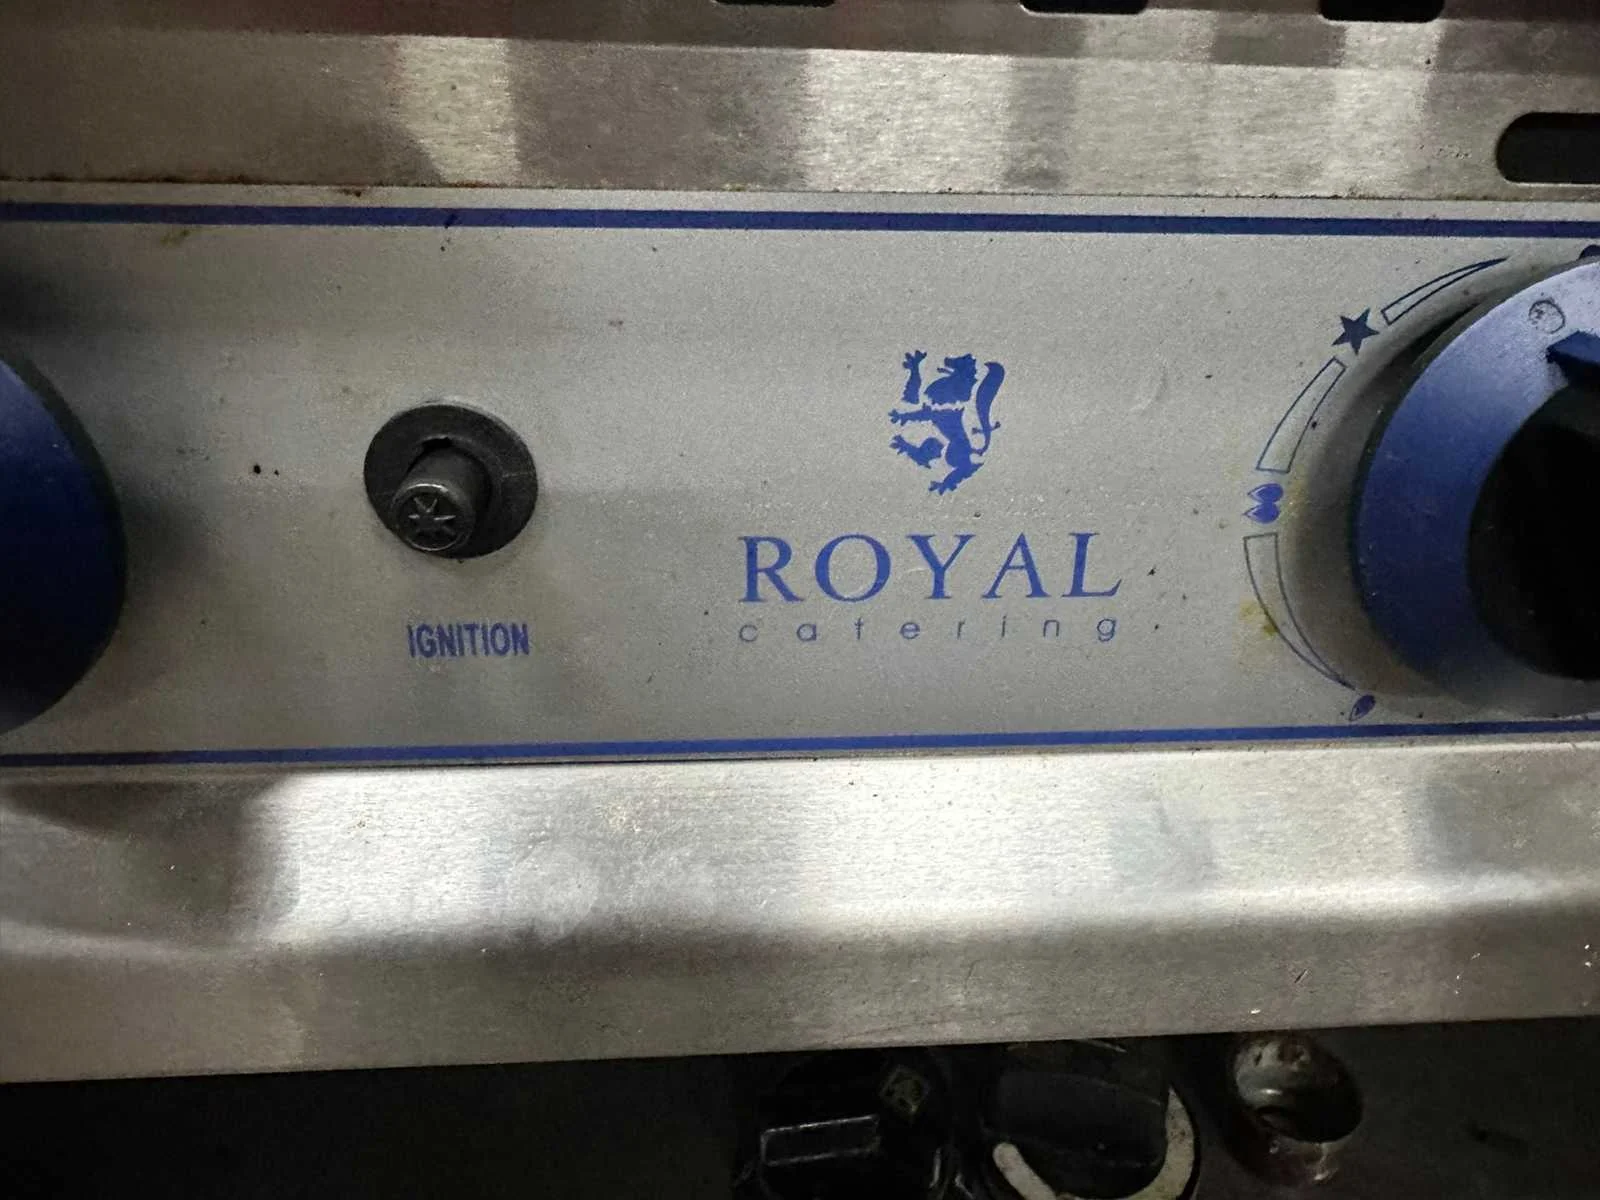 ROYAL
catering
IGNITION